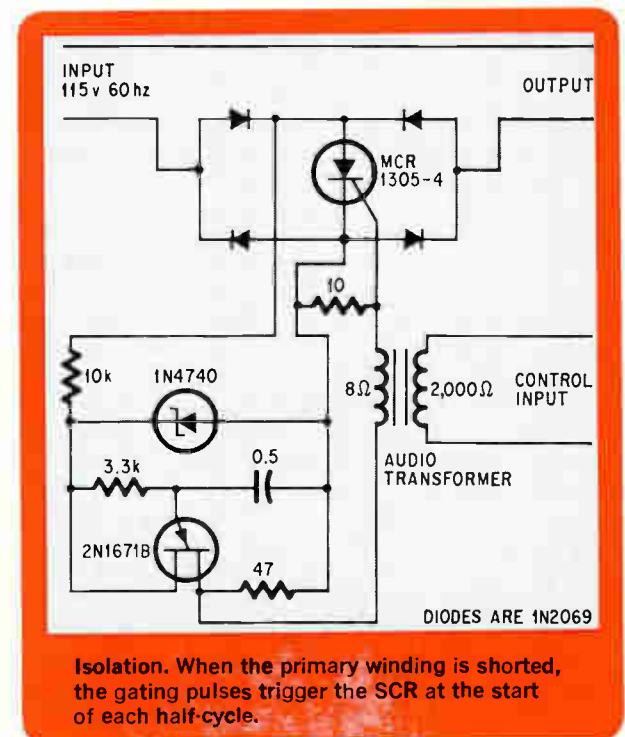 INPUT
115v 60hz
OUTPUT
MCR
1305-4
10
10k
1N4740
8Ω
2,000Ω
CONTROL
INPUT
3.3k
0.5
AUDIO
TRANSFORMER
2N1671B
47
DIODES ARE 1N2069
Isolation. When the primary winding is shorted,
the gating pulses trigger the SCR at the start
of each half-cycle.